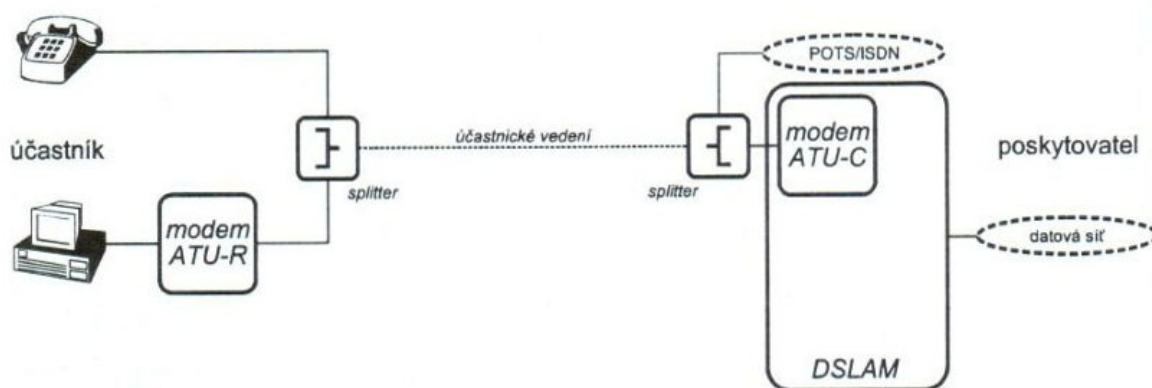 POTS/ISDN
účastník
účastnické vedení
modem
ATU-C
poskytovatel
splitter
splitter
modem
ATU-R
datová síť
DSLAM